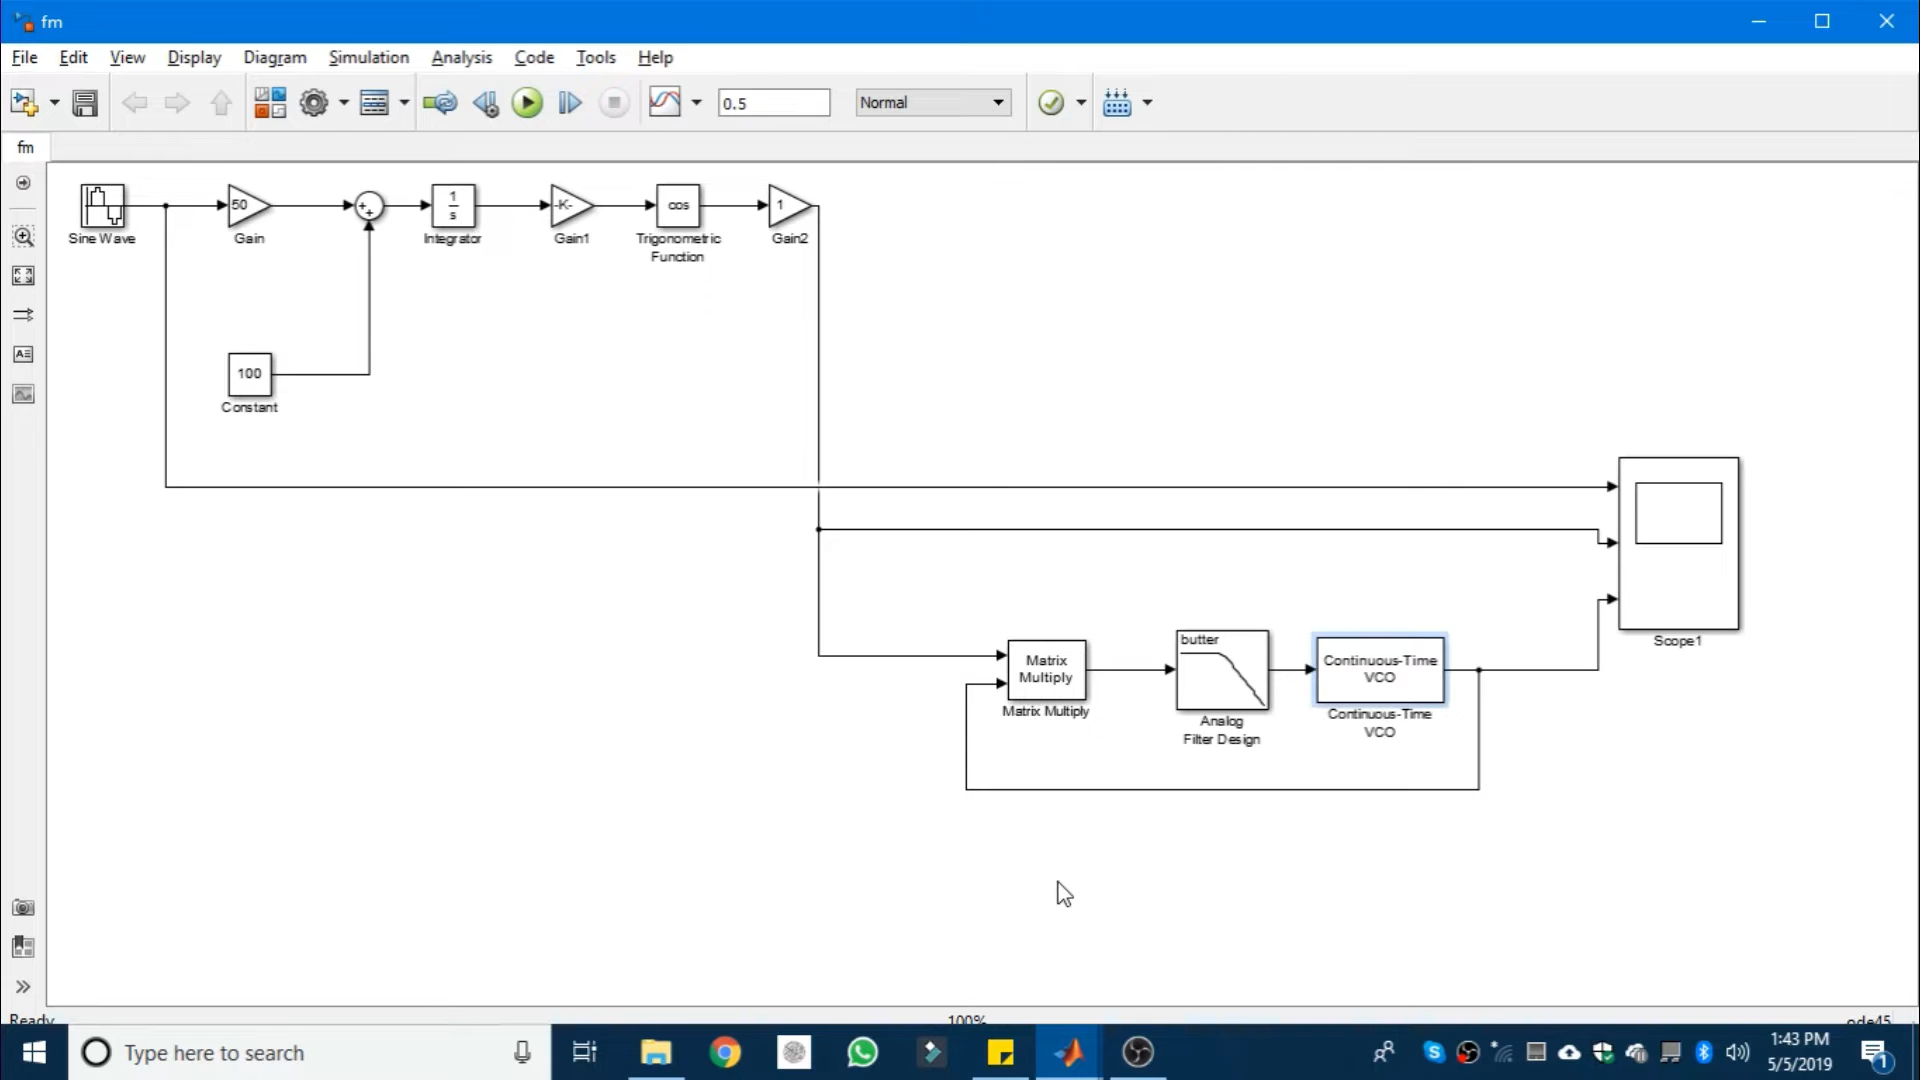 fm
File Edit View Display Diagram Simulation Analysis Code Tools Help
0.5 Normal
fm
50 + + 1 s -K- cos 1
Sine Wave Gain Integrator Gain1 Trigonometric Function Gain2
100
Constant
Scope1
Matrix Multiply
Matrix Multiply
butter
Analog Filter Design
Continuous-Time VCO
Continuous-Time VCO
Ready 100% ode45
Type here to search
1:43 PM
5/5/2019
1